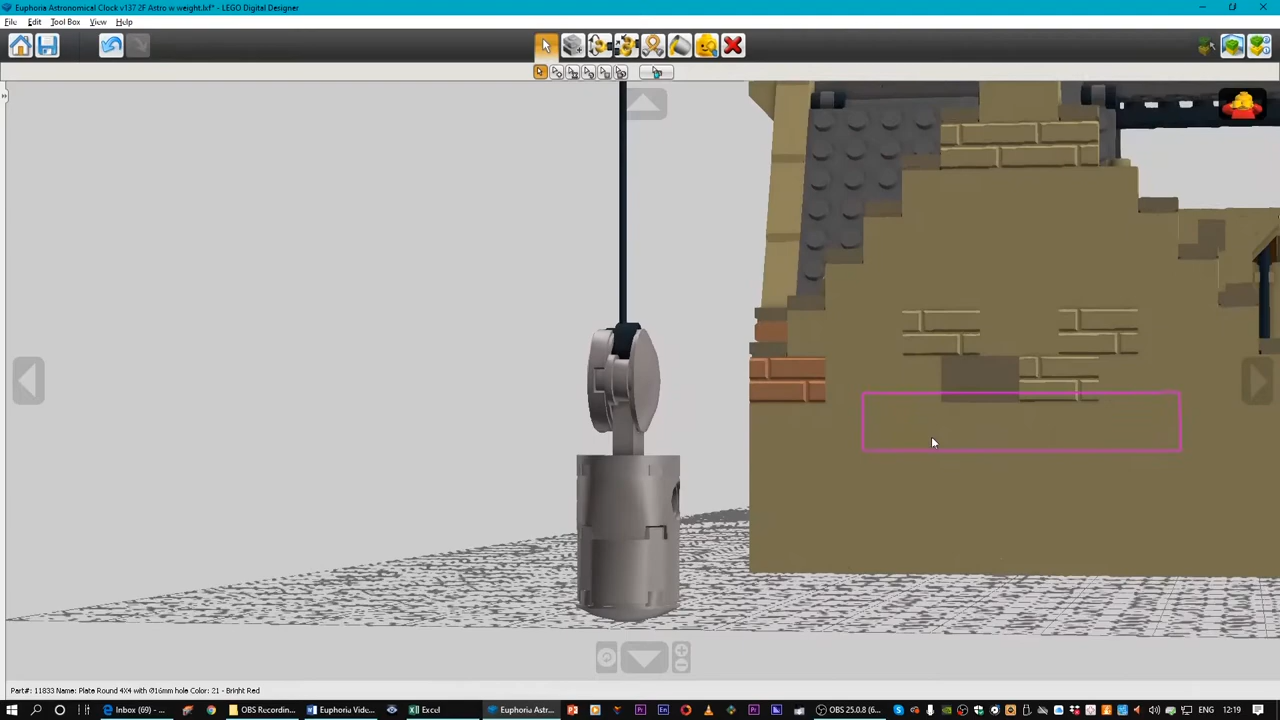 Euphoria Astronomical Clock v137 2F Astro w weight.lxf* - LEGO Digital Designer
File Edit Tool Box View Help
Part#: 11833 Name: Plate Round 4X4 with Ø16mm hole Color: 21 - Bright Red
Inbox (69) - ... OBS Recording... Euphoria Vide... Excel Euphoria Astr... OBS 25.0.8 (6... ENG 12:19